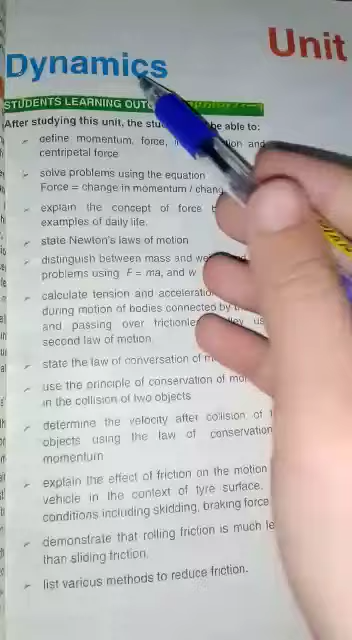 Unit
Dynamics
STUDENTS LEARNING OUTC
After studying this unit, the stu be able to:
define momentum, force, and
centripetal force
solve problems using the equation
Force = change in momentum / chang
explain the concept of force
examples of daily life.
state Newton's laws of motion
distinguish between mass and we
problems using F = ma, and w
calculate tension and acceleratio
during motion of bodies connected by
and passing over frictionles us
second law of motion.
state the law of conversation of m
use the principle of conservation of mo
in the collision of two objects
determine the velocity after collision of
objects using the law of conservation
momentum
explain the effect of friction on the motion
vehicle in the context of tyre surface,
conditions including skidding, braking force
demonstrate that rolling friction is much le
than sliding friction.
list various methods to reduce friction.